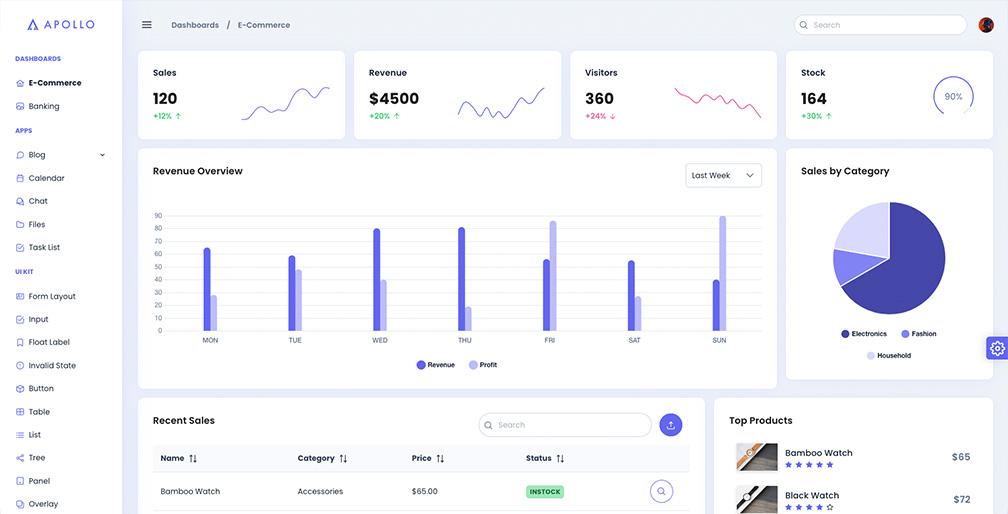 APOLLO
Dashboards / E-Commerce
Search
DASHBOARDS
E-Commerce
Banking
APPS
Blog
Calendar
Chat
Files
Task List
UI KIT
Form Layout
Input
Float Label
Invalid State
Button
Table
List
Tree
Panel
Overlay
Sales
120
+12%
Revenue
$4500
+20%
Visitors
360
+24%
Stock
164
+30%
90%
Revenue Overview
Last Week
90
80
70
60
50
40
30
20
10
0
MON TUE WED THU FRI SAT SUN
Revenue Profit
Sales by Category
Electronics Fashion
Household
Recent Sales
Search
Name Category Price Status
Bamboo Watch Accessories $65.00 INSTOCK
Top Products
Bamboo Watch
$65
Black Watch
$72